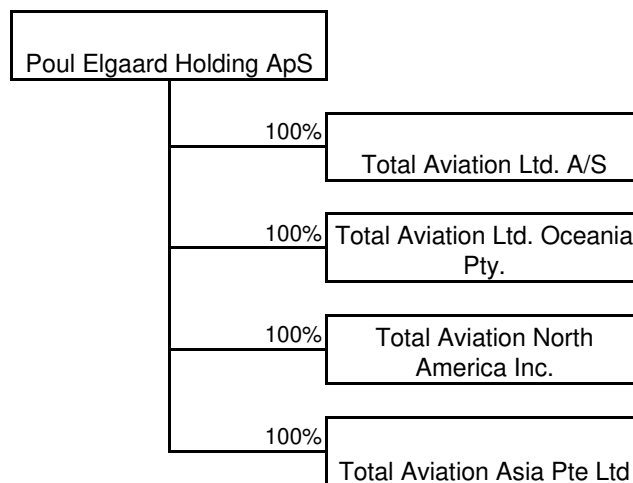 Poul Elgaard Holding ApS
100%
Total Aviation Ltd. A/S
100%
Total Aviation Ltd. Oceania
Pty.
100%
Total Aviation North
America Inc.
100%
Total Aviation Asia Pte Ltd